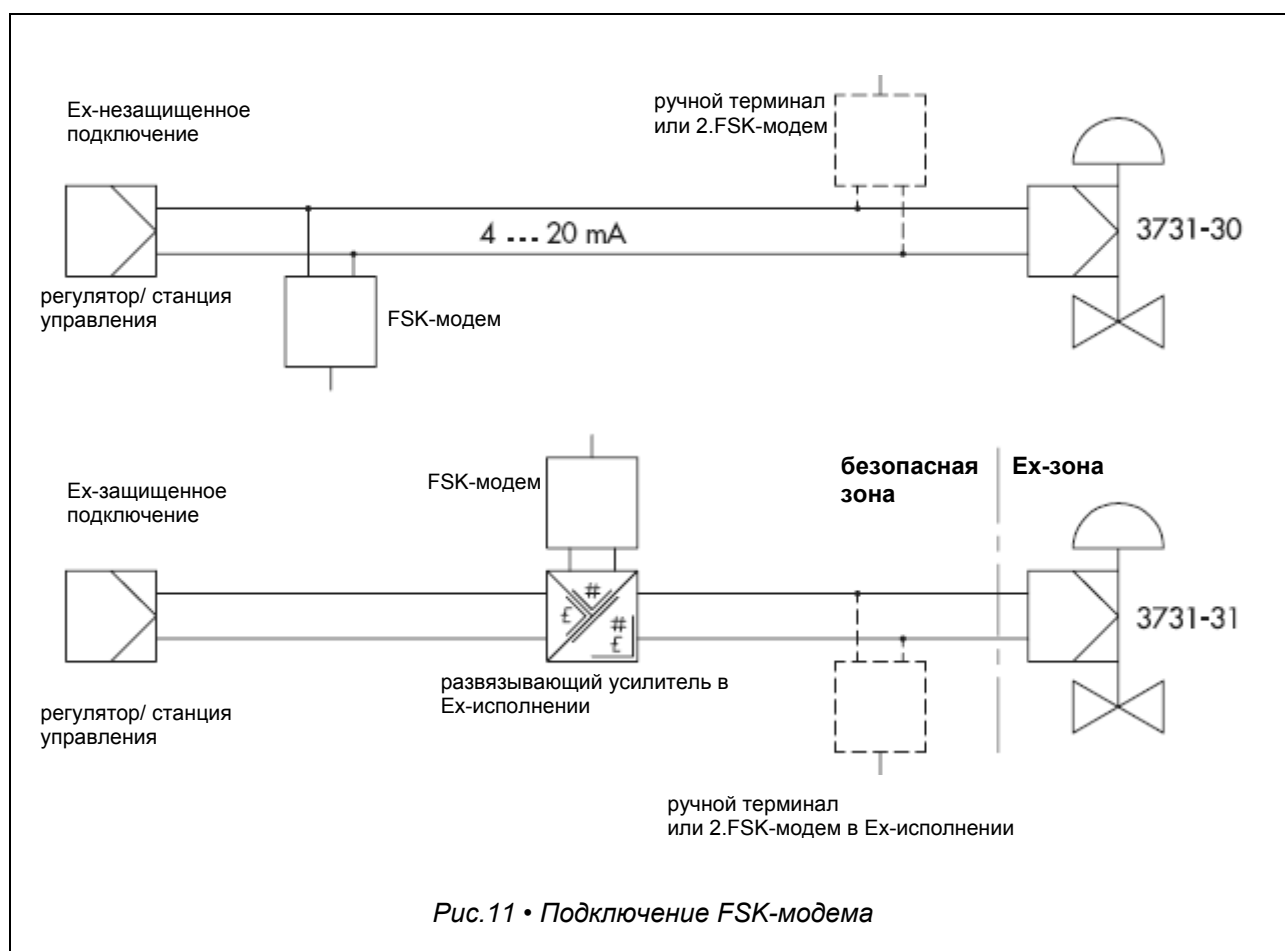 Ex-незащищенное
подключение
ручной терминал
или 2.FSK-модем
4 ... 20 mA
3731-30
регулятор/ станция
управления
FSK-модем
Ex-защищенное
подключение
FSK-модем
безопасная
зона
Ex-зона
3731-31
развязывающий усилитель в
Ex-исполнении
регулятор/ станция
управления
ручной терминал
или 2.FSK-модем в Ex-исполнении
Рис.11 • Подключение FSK-модема